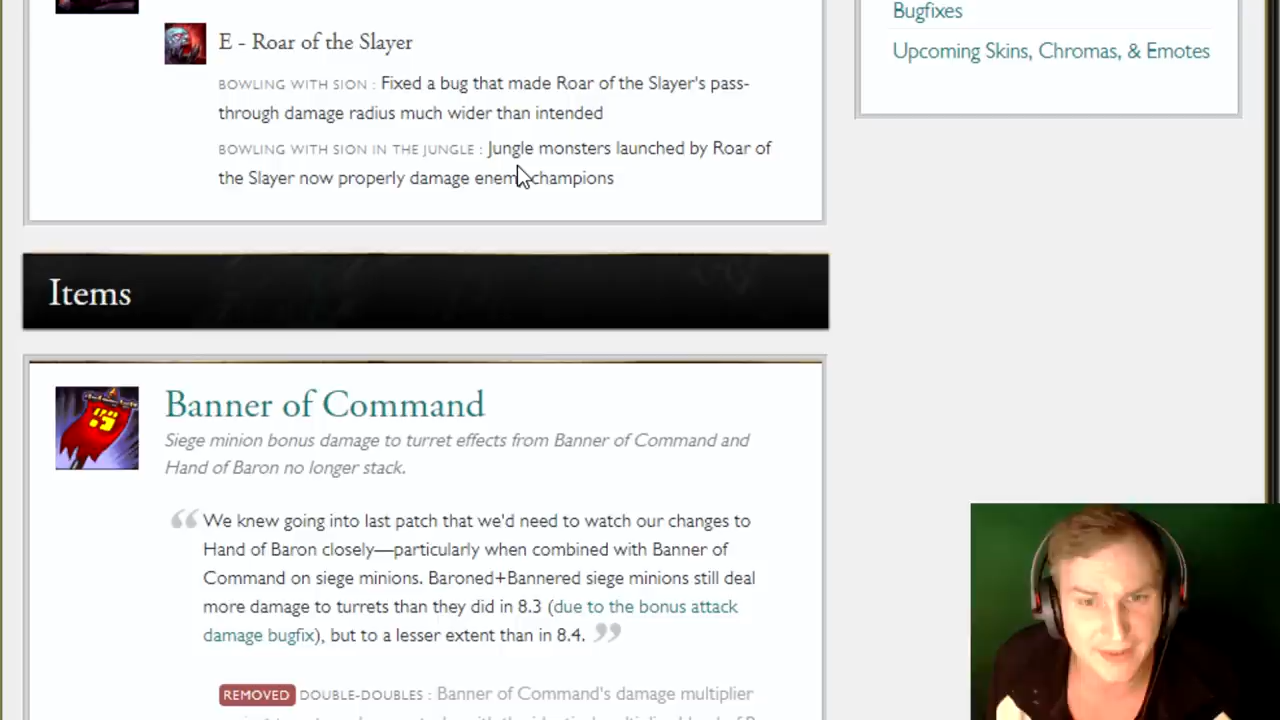 Bugfixes
Upcoming Skins, Chromas, & Emotes
E - Roar of the Slayer
BOWLING WITH SION : Fixed a bug that made Roar of the Slayer's pass-
through damage radius much wider than intended
BOWLING WITH SION IN THE JUNGLE : Jungle monsters launched by Roar of
the Slayer now properly damage enemy champions
Items
Banner of Command
Siege minion bonus damage to turret effects from Banner of Command and
Hand of Baron no longer stack.
We knew going into last patch that we'd need to watch our changes to
Hand of Baron closely—particularly when combined with Banner of
Command on siege minions. Baroned+Bannered siege minions still deal
more damage to turrets than they did in 8.3 (due to the bonus attack
damage bugfix), but to a lesser extent than in 8.4.
REMOVED DOUBLE-DOUBLES : Banner of Command's damage multiplier